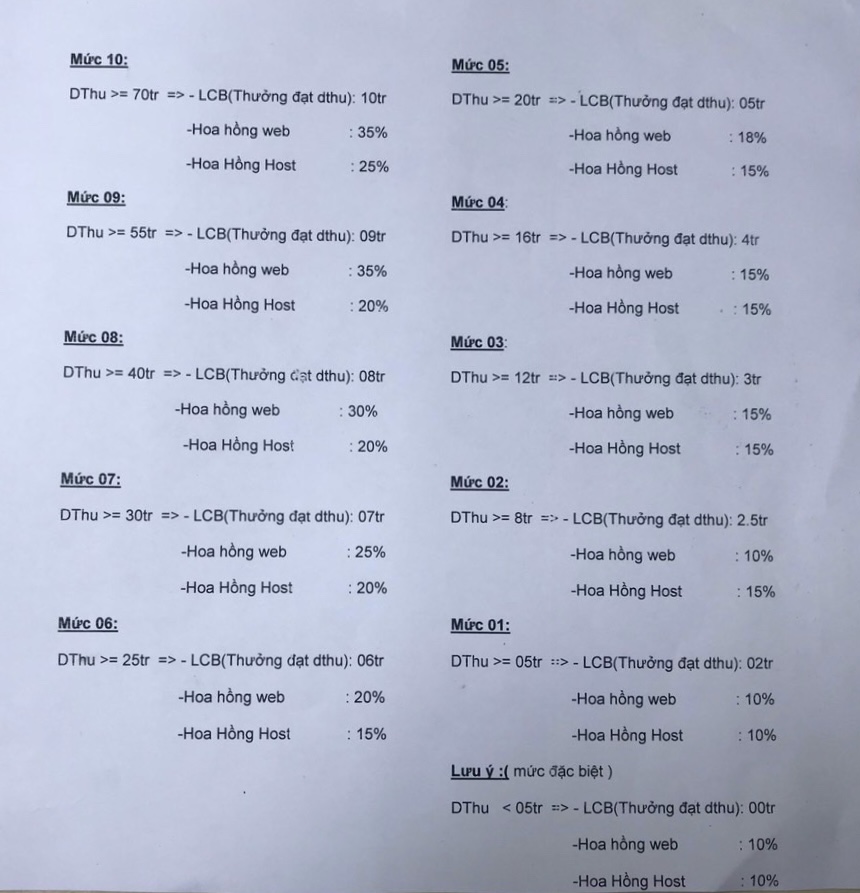 Mức 10:
DThu >= 70tr => - LCB(Thưởng đạt dthu): 10tr
-Hoa hồng web : 35%
-Hoa Hồng Host : 25%
Mức 09:
DThu >= 55tr => - LCB(Thưởng đạt dthu): 09tr
-Hoa hồng web : 35%
-Hoa Hồng Host : 20%
Mức 08:
DThu >= 40tr => - LCB(Thưởng đạt dthu): 08tr
-Hoa hồng web : 30%
-Hoa Hồng Host : 20%
Mức 07:
DThu >= 30tr => - LCB(Thưởng đạt dthu): 07tr
-Hoa hồng web : 25%
-Hoa Hồng Host : 20%
Mức 06:
DThu >= 25tr => - LCB(Thưởng đạt dthu): 06tr
-Hoa hồng web : 20%
-Hoa Hồng Host : 15%
Mức 05:
DThu >= 20tr => - LCB(Thưởng đạt dthu): 05tr
-Hoa hồng web : 18%
-Hoa Hồng Host : 15%
Mức 04:
DThu >= 16tr => - LCB(Thưởng đạt dthu): 4tr
-Hoa hồng web : 15%
-Hoa Hồng Host : 15%
Mức 03:
DThu >= 12tr => - LCB(Thưởng đạt dthu): 3tr
-Hoa hồng web : 15%
-Hoa Hồng Host : 15%
Mức 02:
DThu >= 8tr => - LCB(Thưởng đạt dthu): 2.5tr
-Hoa hồng web : 10%
-Hoa Hồng Host : 15%
Mức 01:
DThu >= 05tr => - LCB(Thưởng đạt dthu): 02tr
-Hoa hồng web : 10%
-Hoa Hồng Host : 10%
Lưu ý :( mức đặc biệt )
DThu < 05tr => - LCB(Thưởng đạt dthu): 00tr
-Hoa hồng web : 10%
-Hoa Hồng Host : 10%